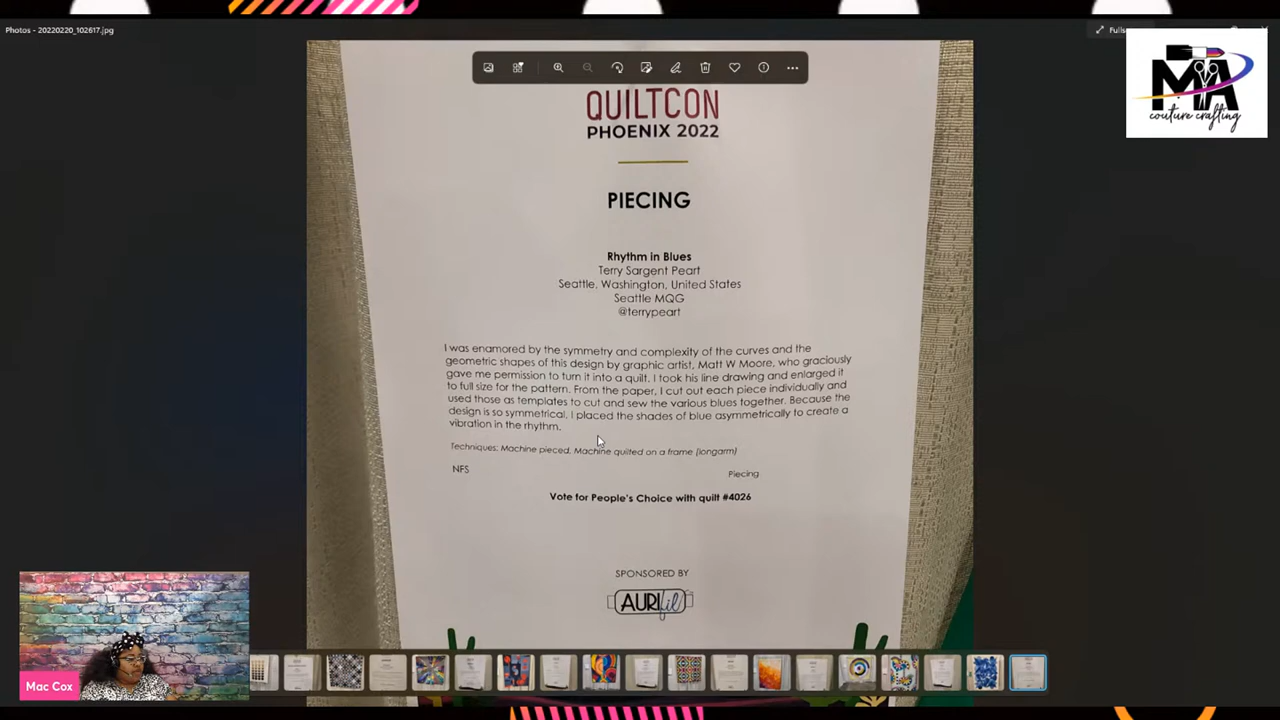 Photos - 20220220_102617.jpg
MA
couture crafting
QUILTCON
PHOENIX 2022
PIECING
Rhythm in Blues
Terry Sargent Peart
Seattle, Washington, United States
Seattle MQG
@terrypeart
I was enamored by the symmetry and complexity of the curves and the
geometric shapes of this design by graphic artist, Matt W Moore, who graciously
gave me permission to turn it into a quilt. I took his line drawing and enlarged it
to full size for the pattern. From the paper, I cut out each piece individually and
used those as templates to cut and sew the various blues together. Because the
design is so symmetrical, I placed the shades of blue asymmetrically to create a
vibration in the rhythm.
Techniques: Machine pieced, Machine quilted on a frame (longarm)
NFS Piecing
Vote for People's Choice with quilt #4026
SPONSORED BY
AURIfil
Mac Cox